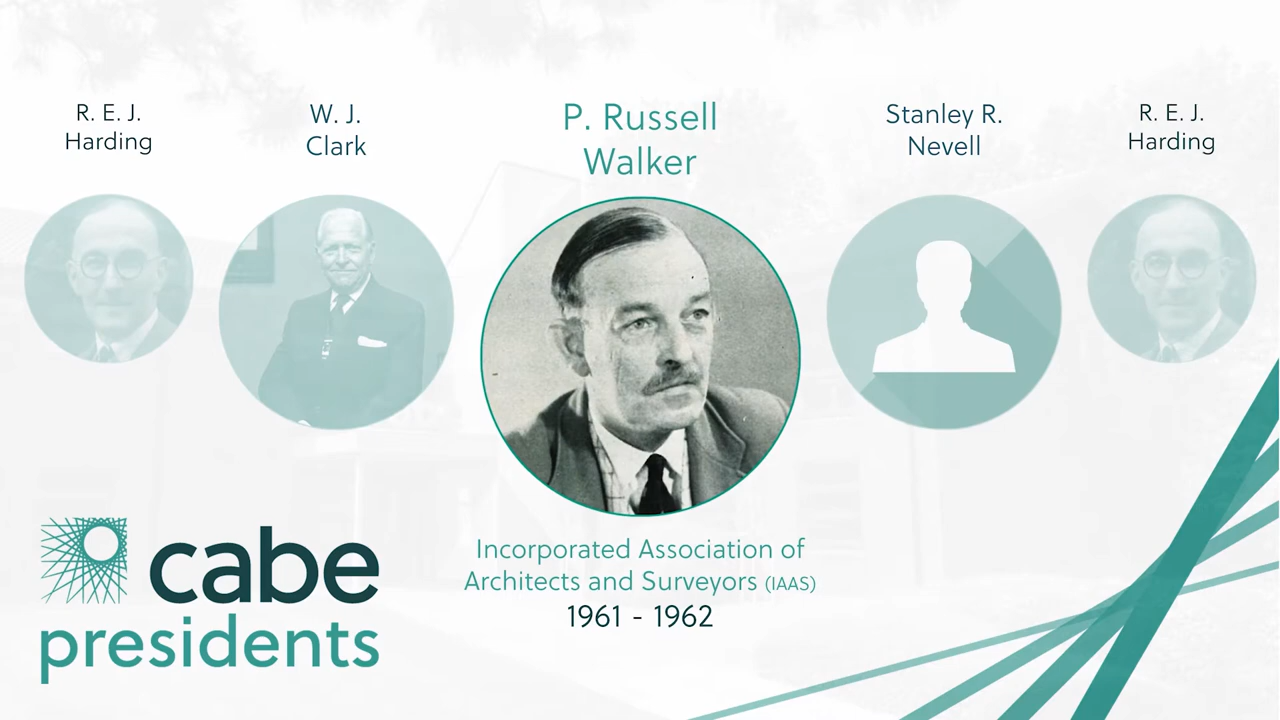 R. E. J.
Harding
W. J.
Clark
P. Russell
Walker
Stanley R.
Nevell
R. E. J.
Harding
Incorporated Association of
Architects and Surveyors (IAAS)
1961 - 1962
cabe
presidents